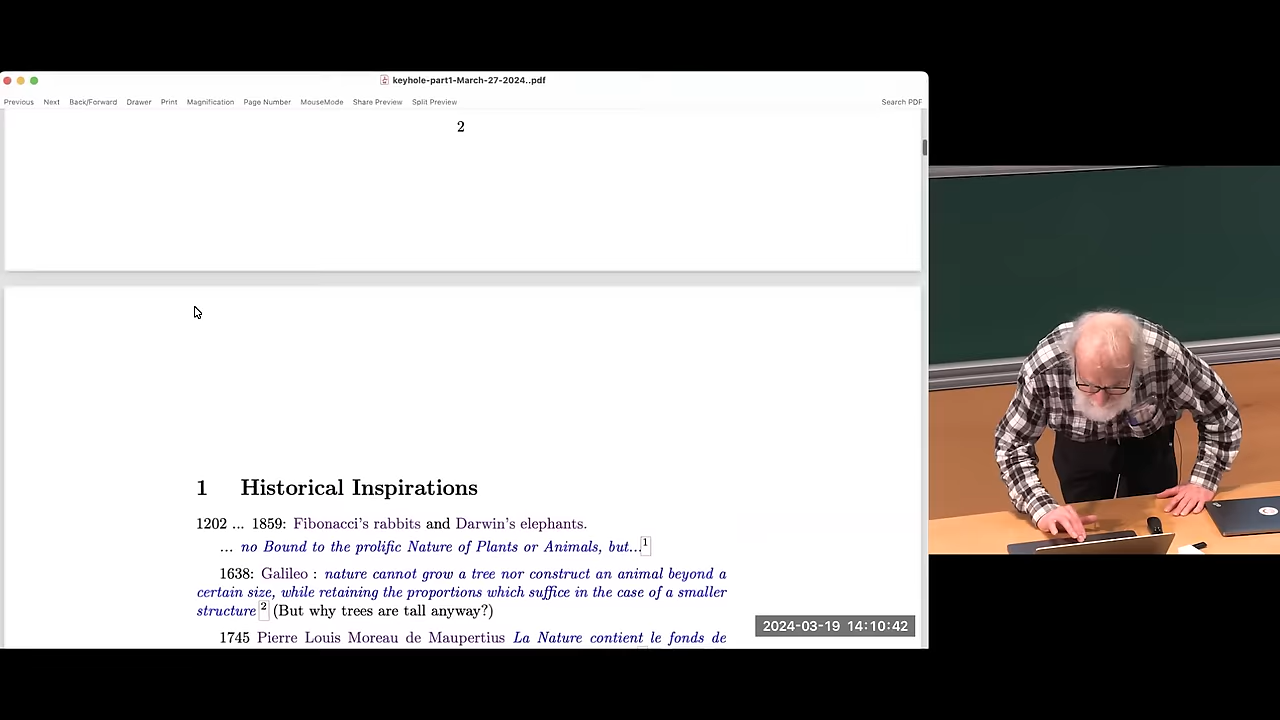 keyhole-part1-March-27-2024..pdf
Previous Next Back/Forward Drawer Print Magnification Page Number MouseMode Share Preview Split Preview Search PDF
2
1 Historical Inspirations
1202 ... 1859: Fibonacci's rabbits and Darwin's elephants.
... no Bound to the prolific Nature of Plants or Animals, but...1
1638: Galileo : nature cannot grow a tree nor construct an animal beyond a
certain size, while retaining the proportions which suffice in the case of a smaller
structure 2 (But why trees are tall anyway?)
1745 Pierre Louis Moreau de Maupertius La Nature contient le fonds de
2024-03-19 14:10:42